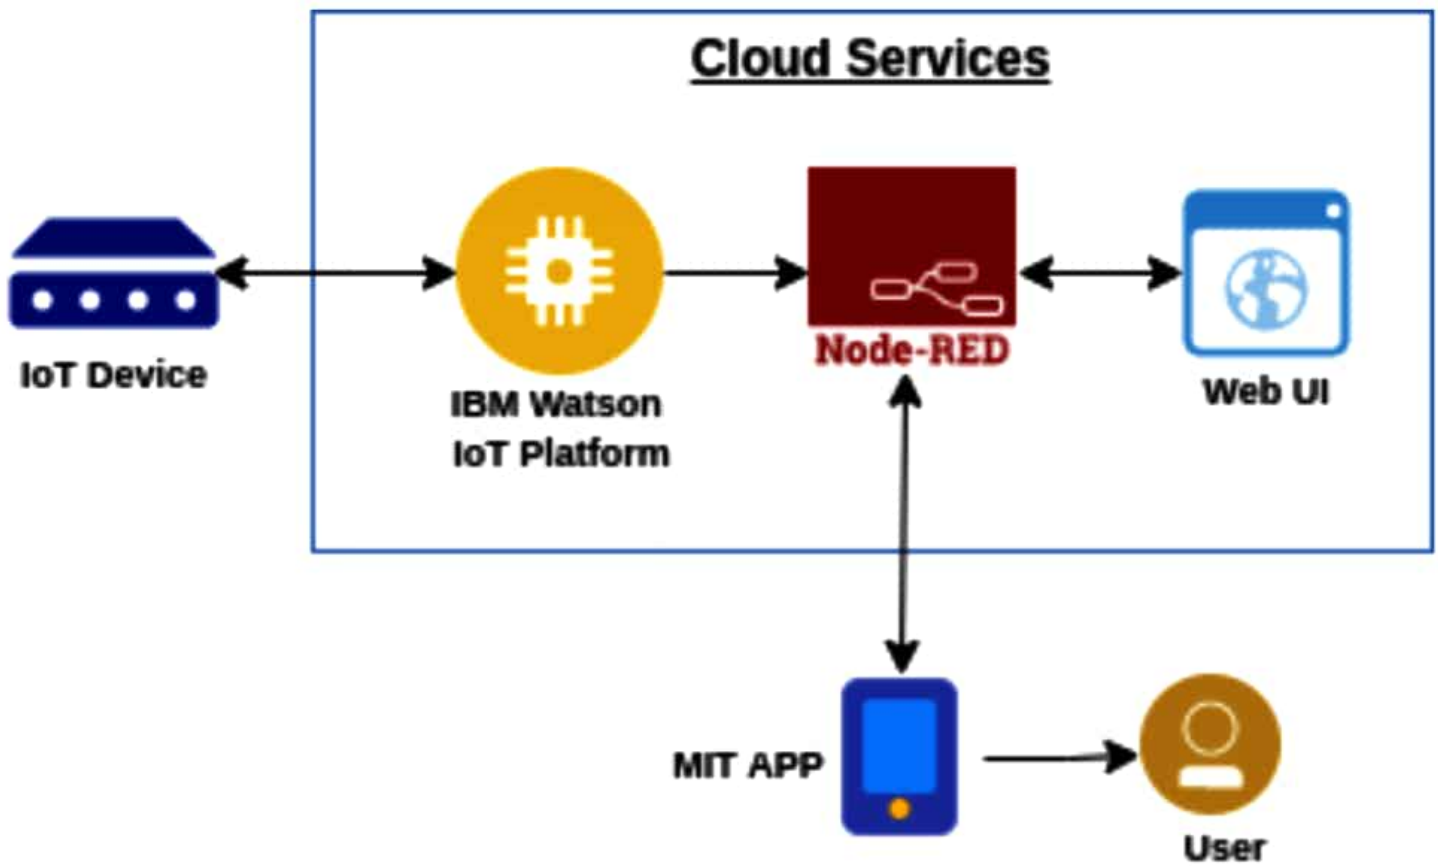 Cloud Services
IoT Device
IBM Watson
IoT Platform
Node-RED
Web UI
MIT APP
User